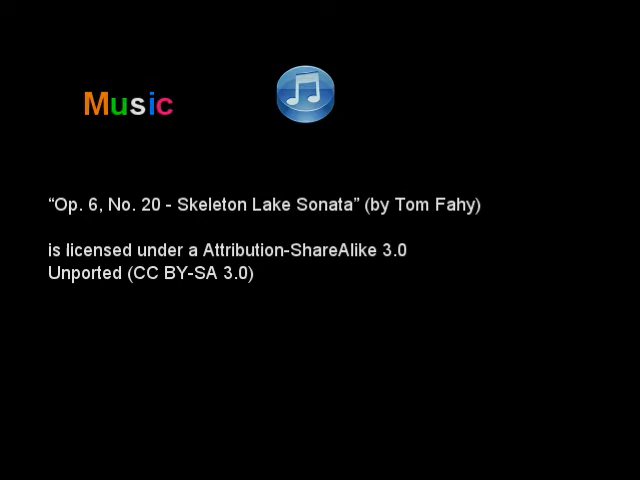 Music
“Op. 6, No. 20 - Skeleton Lake Sonata” (by Tom Fahy)
is licensed under a Attribution-ShareAlike 3.0
Unported (CC BY-SA 3.0)